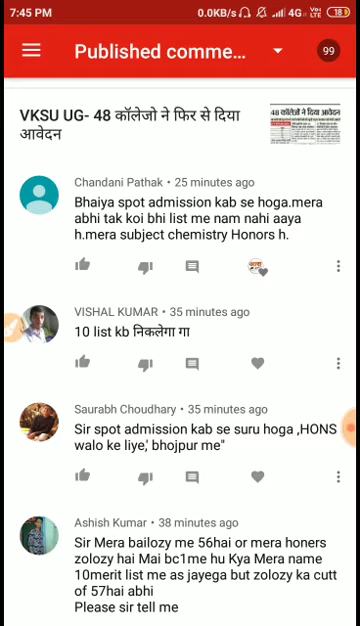 7:45 PM
0.0KB/s 4G VoLTE 18
Published comme... 99
VKSU UG- 48 कॉलेजो ने फिर से दिया
आवेदन
48 कॉलेजों ने दिया आवेदन
Chandani Pathak • 25 minutes ago
Bhaiya spot admission kab se hoga.mera
abhi tak koi bhi list me nam nahi aaya
h.mera subject chemistry Honors h.
VISHAL KUMAR • 35 minutes ago
10 list kb निकलेगा गा
Saurabh Choudhary • 35 minutes ago
Sir spot admission kab se suru hoga ,HONS
walo ke liye,' bhojpur me"
Ashish Kumar • 38 minutes ago
Sir Mera bailozy me 56hai or mera honers
zolozy hai Mai bc1me hu Kya Mera name
10merit list me as jayega but zolozy ka cutt
of 57hai abhi
Please sir tell me